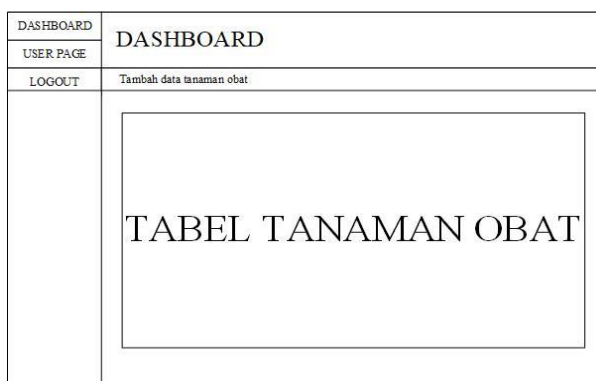 DASHBOARD
USER PAGE
LOGOUT
DASHBOARD
Tambah data tanaman obat
TABEL TANAMAN OBAT